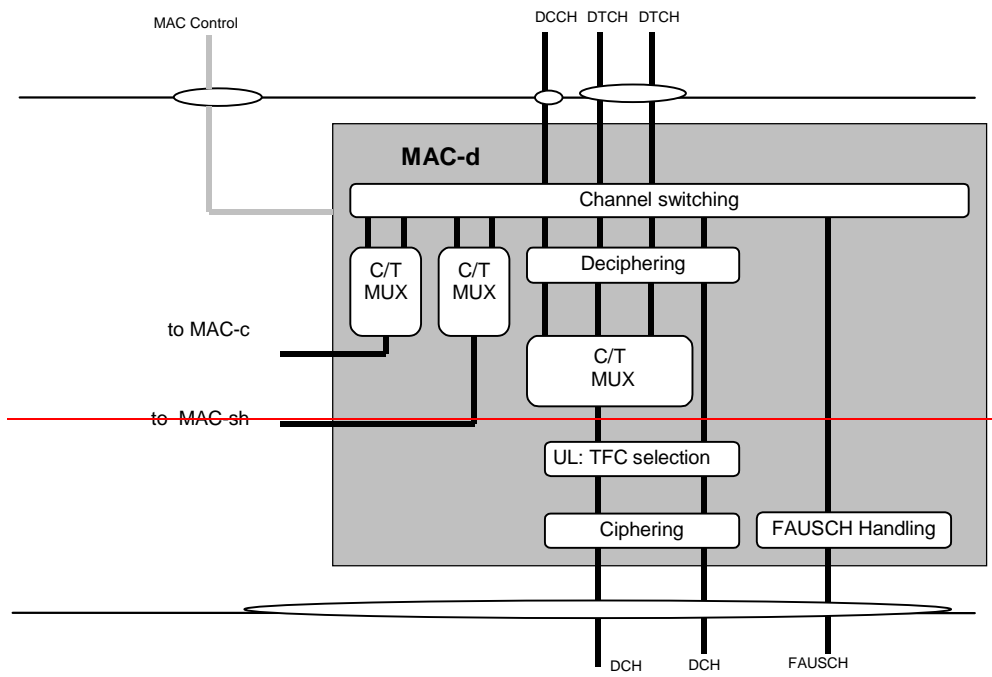 MAC Control
DCCH DTCH DTCH
MAC-d
Channel switching
C/T
MUX
C/T
MUX
Deciphering
to MAC-c
C/T
MUX
to MAC-sh
UL: TFC selection
Ciphering
FAUSCH Handling
DCH
DCH
FAUSCH